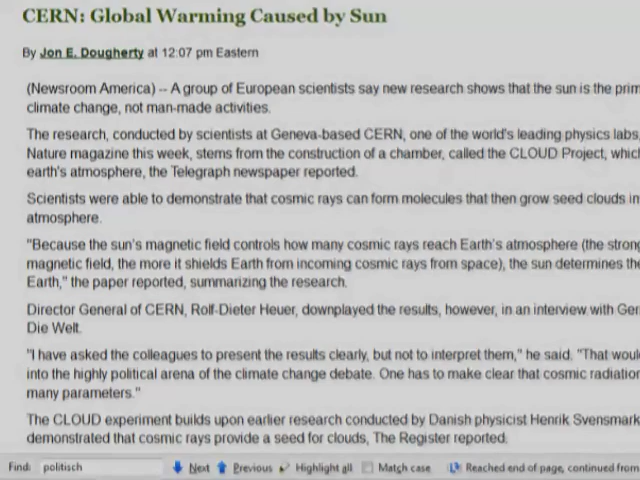 CERN: Global Warming Caused by Sun
By Jon E. Dougherty at 12:07 pm Eastern
(Newsroom America) -- A group of European scientists say new research shows that the sun is the prim
climate change, not man-made activities.
The research, conducted by scientists at Geneva-based CERN, one of the world's leading physics labs,
Nature magazine this week, stems from the construction of a chamber, called the CLOUD Project, whic
earth's atmosphere, the Telegraph newspaper reported.
Scientists were able to demonstrate that cosmic rays can form molecules that then grow seed clouds in
atmosphere.
"Because the sun's magnetic field controls how many cosmic rays reach Earth's atmosphere (the strong
magnetic field, the more it shields Earth from incoming cosmic rays from space), the sun determines the
Earth," the paper reported, summarizing the research.
Director General of CERN, Rolf-Dieter Heuer, downplayed the results, however, in an interview with Ger
Die Welt.
"I have asked the colleagues to present the results clearly, but not to interpret them," he said. "That woul
into the highly political arena of the climate change debate. One has to make clear that cosmic radiation
many parameters."
The CLOUD experiment builds upon earlier research conducted by Danish physicist Henrik Svensmark
demonstrated that cosmic rays provide a seed for clouds, The Register reported.
Find: politisch Next Previous Highlight all Match case Reached end of page, continued from